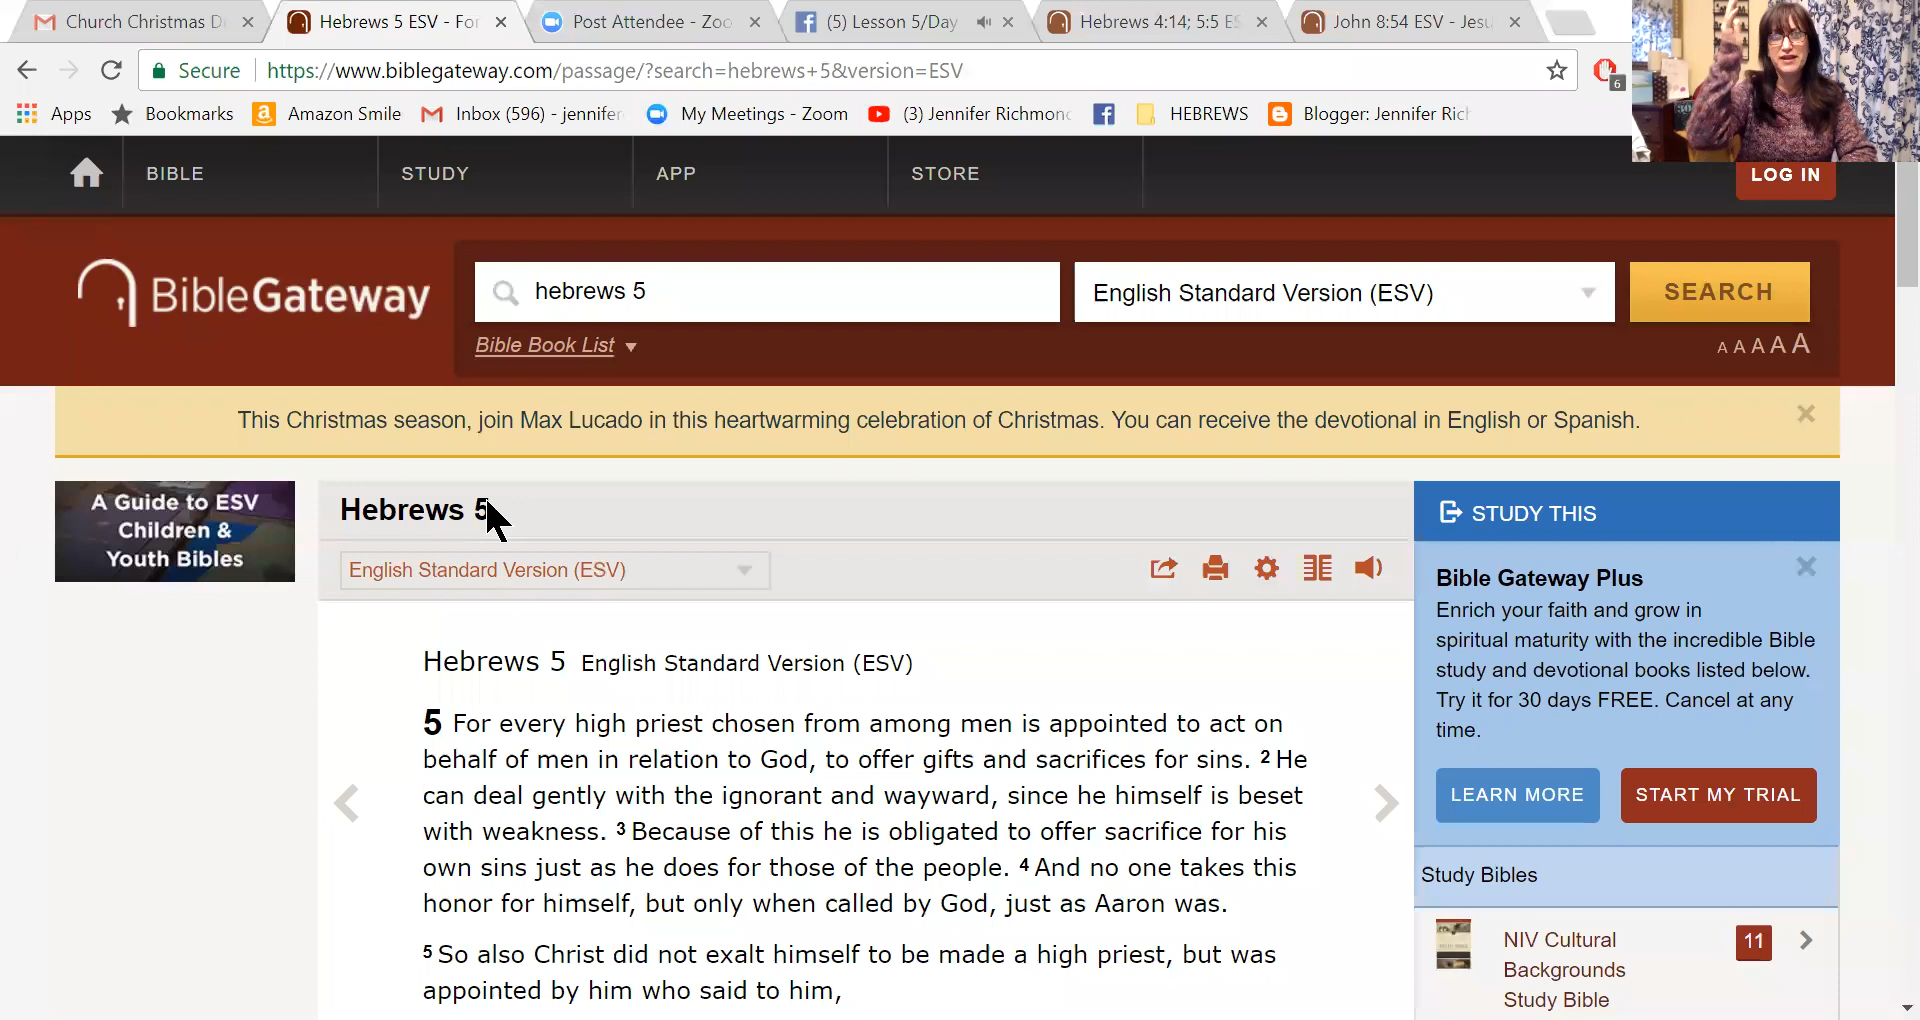 Church Christmas D
Hebrews 5 ESV - For
Post Attendee - Zoo
(5) Lesson 5/Day
Hebrews 4:14; 5:5 ES
John 8:54 ESV - Jesu
Secure
https://www.biblegateway.com/passage/?search=hebrews+5&version=ESV
6
Apps
Bookmarks
Amazon Smile
Inbox (596) - jennifer
My Meetings - Zoom
(3) Jennifer Richmon
HEBREWS
Blogger: Jennifer Ric
BIBLE
STUDY
APP
STORE
LOG IN
BibleGateway
hebrews 5
English Standard Version (ESV)
SEARCH
Bible Book List
A A A A A
This Christmas season, join Max Lucado in this heartwarming celebration of Christmas. You can receive the devotional in English or Spanish.
A Guide to ESV
Children &
Youth Bibles
Hebrews 5
English Standard Version (ESV)
Hebrews 5 English Standard Version (ESV)
5 For every high priest chosen from among men is appointed to act on
behalf of men in relation to God, to offer gifts and sacrifices for sins. 2 He
can deal gently with the ignorant and wayward, since he himself is beset
with weakness. 3 Because of this he is obligated to offer sacrifice for his
own sins just as he does for those of the people. 4 And no one takes this
honor for himself, but only when called by God, just as Aaron was.
5 So also Christ did not exalt himself to be made a high priest, but was
appointed by him who said to him,
STUDY THIS
Bible Gateway Plus
Enrich your faith and grow in
spiritual maturity with the incredible Bible
study and devotional books listed below.
Try it for 30 days FREE. Cancel at any
time.
LEARN MORE
START MY TRIAL
Study Bibles
NIV Cultural
Backgrounds
Study Bible
11